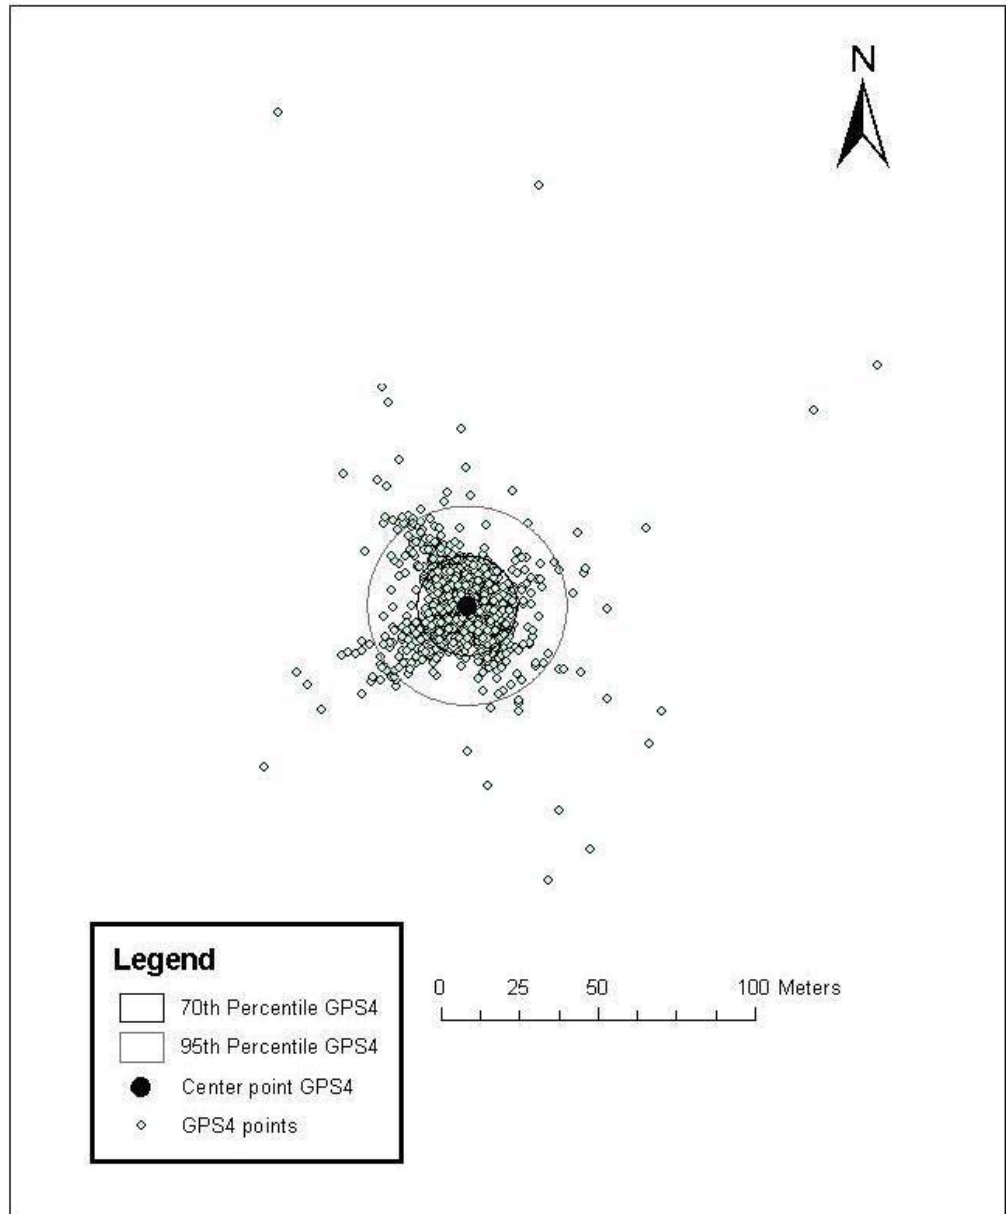 N
Legend
70th Percentile GPS4
95th Percentile GPS4
Center point GPS4
GPS4 points
0 25 50 100 Meters